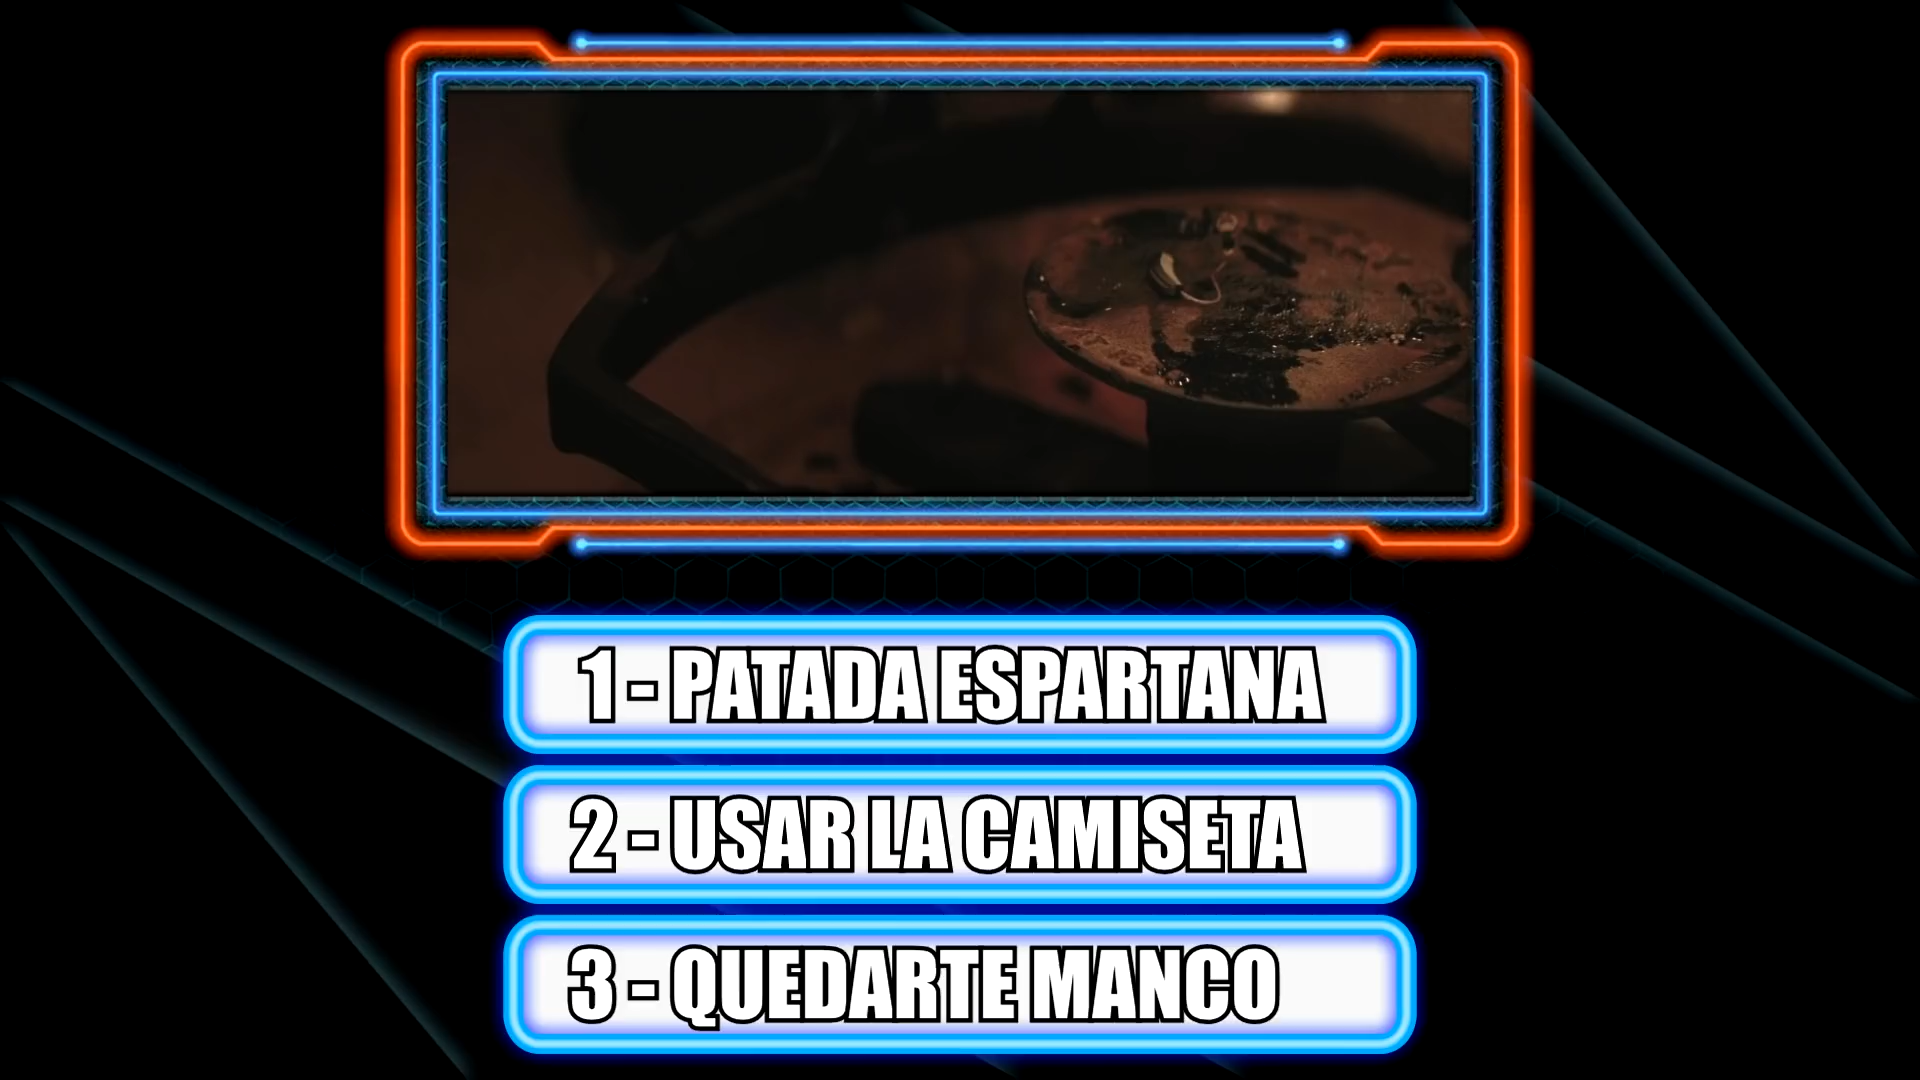 1 - PATADA ESPARTANA
2 - USAR LA CAMISETA
3 - QUEDARTE MANCO